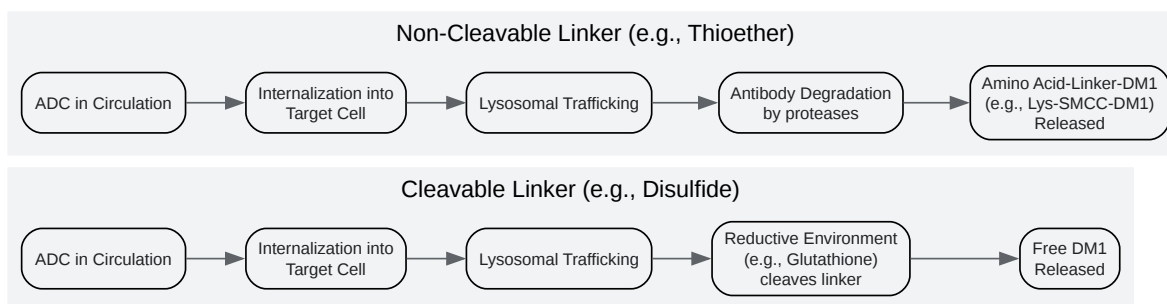 Non-Cleavable Linker (e.g., Thioether)
ADC in Circulation
Internalization into
Target Cell
Lysosomal Trafficking
Antibody Degradation
by proteases
Amino Acid-Linker-DM1
(e.g., Lys-SMCC-DM1)
Released
Cleavable Linker (e.g., Disulfide)
ADC in Circulation
Internalization into
Target Cell
Lysosomal Trafficking
Reductive Environment
(e.g., Glutathione)
cleaves linker
Free DM1
Released